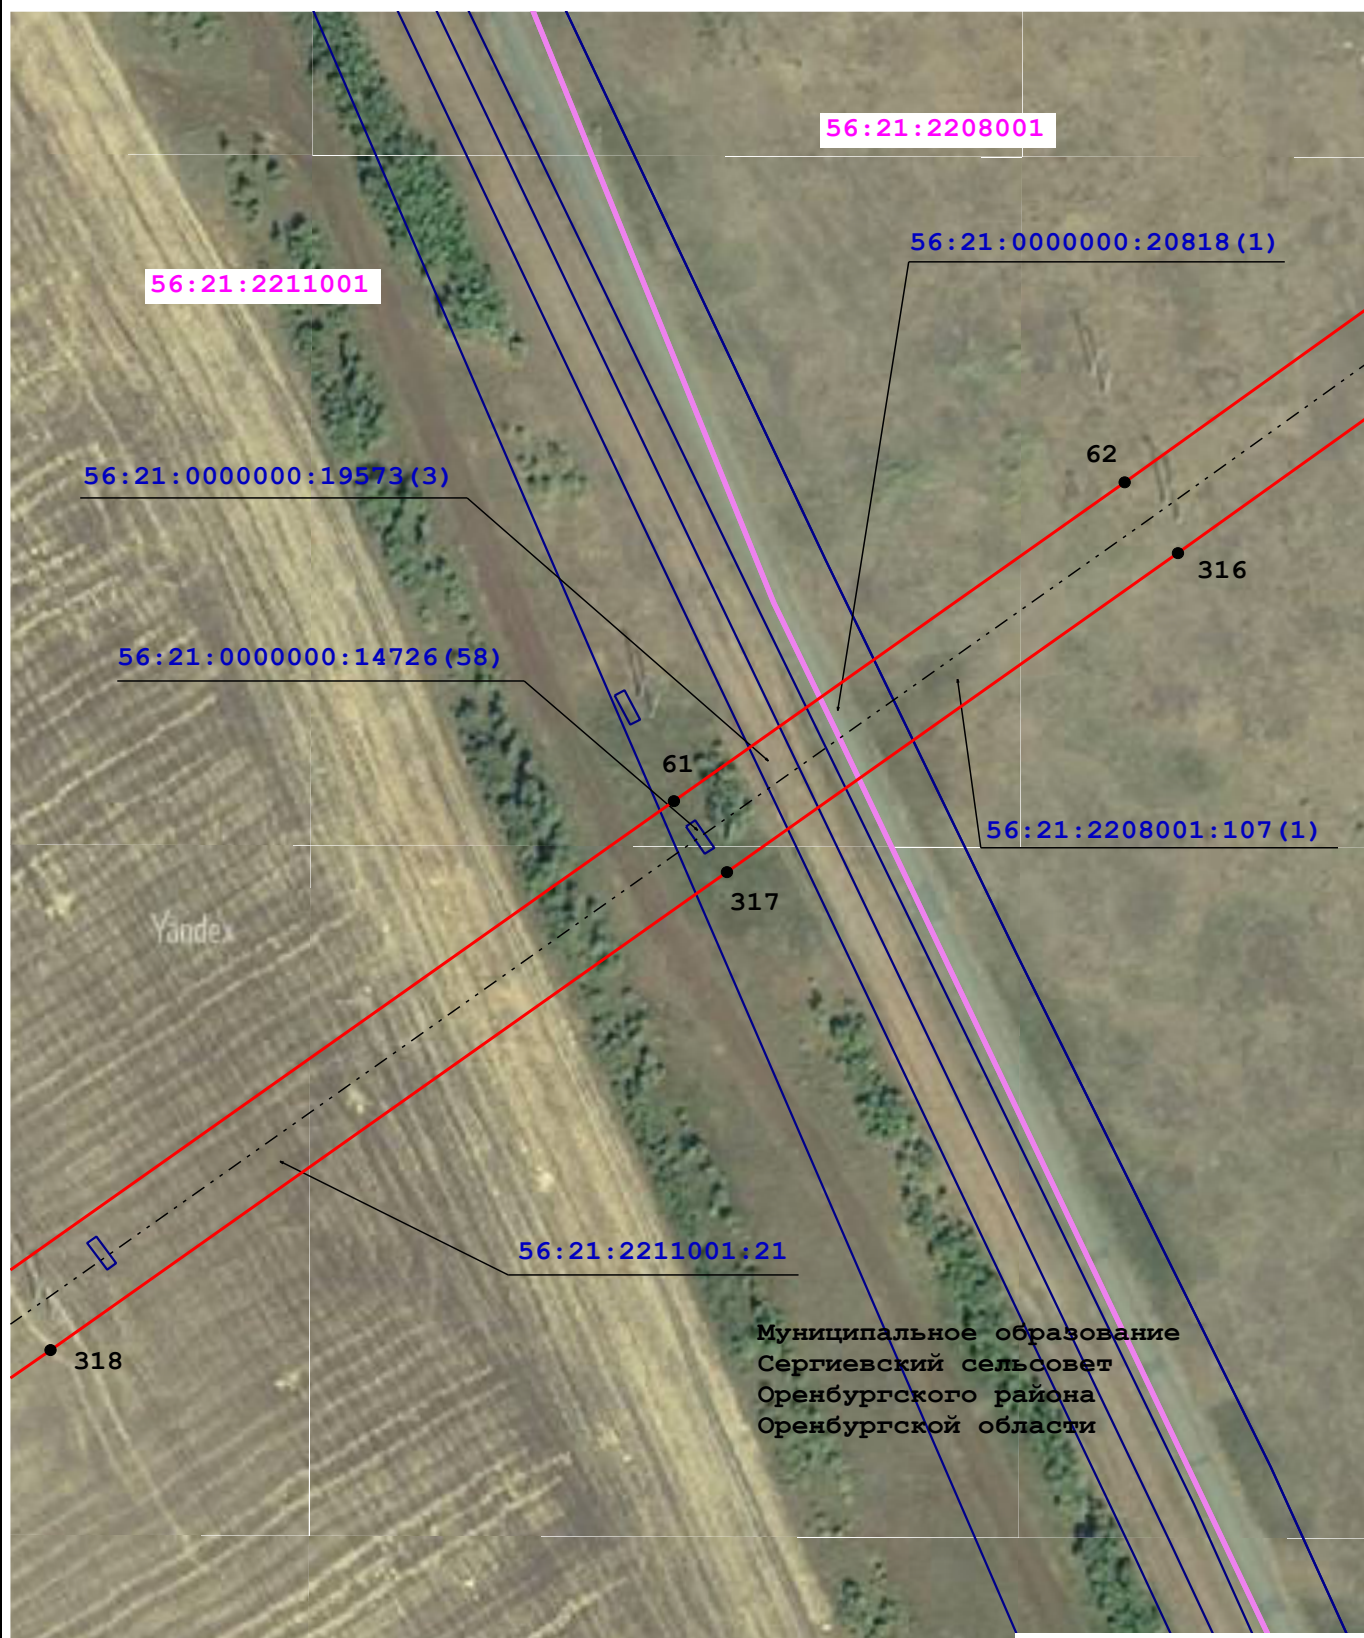 56:21:2208001
56:21:0000000:20818(1)
56:21:2211001
62
56:21:0000000:19573(3)
316
56:21:0000000:14726(58)
61
56:21:2208001:107(1)
317
Yandex
56:21:2211001:21
Муниципальное образование
Сергиевский сельсовет
Оренбургского района
Оренбургской области
318